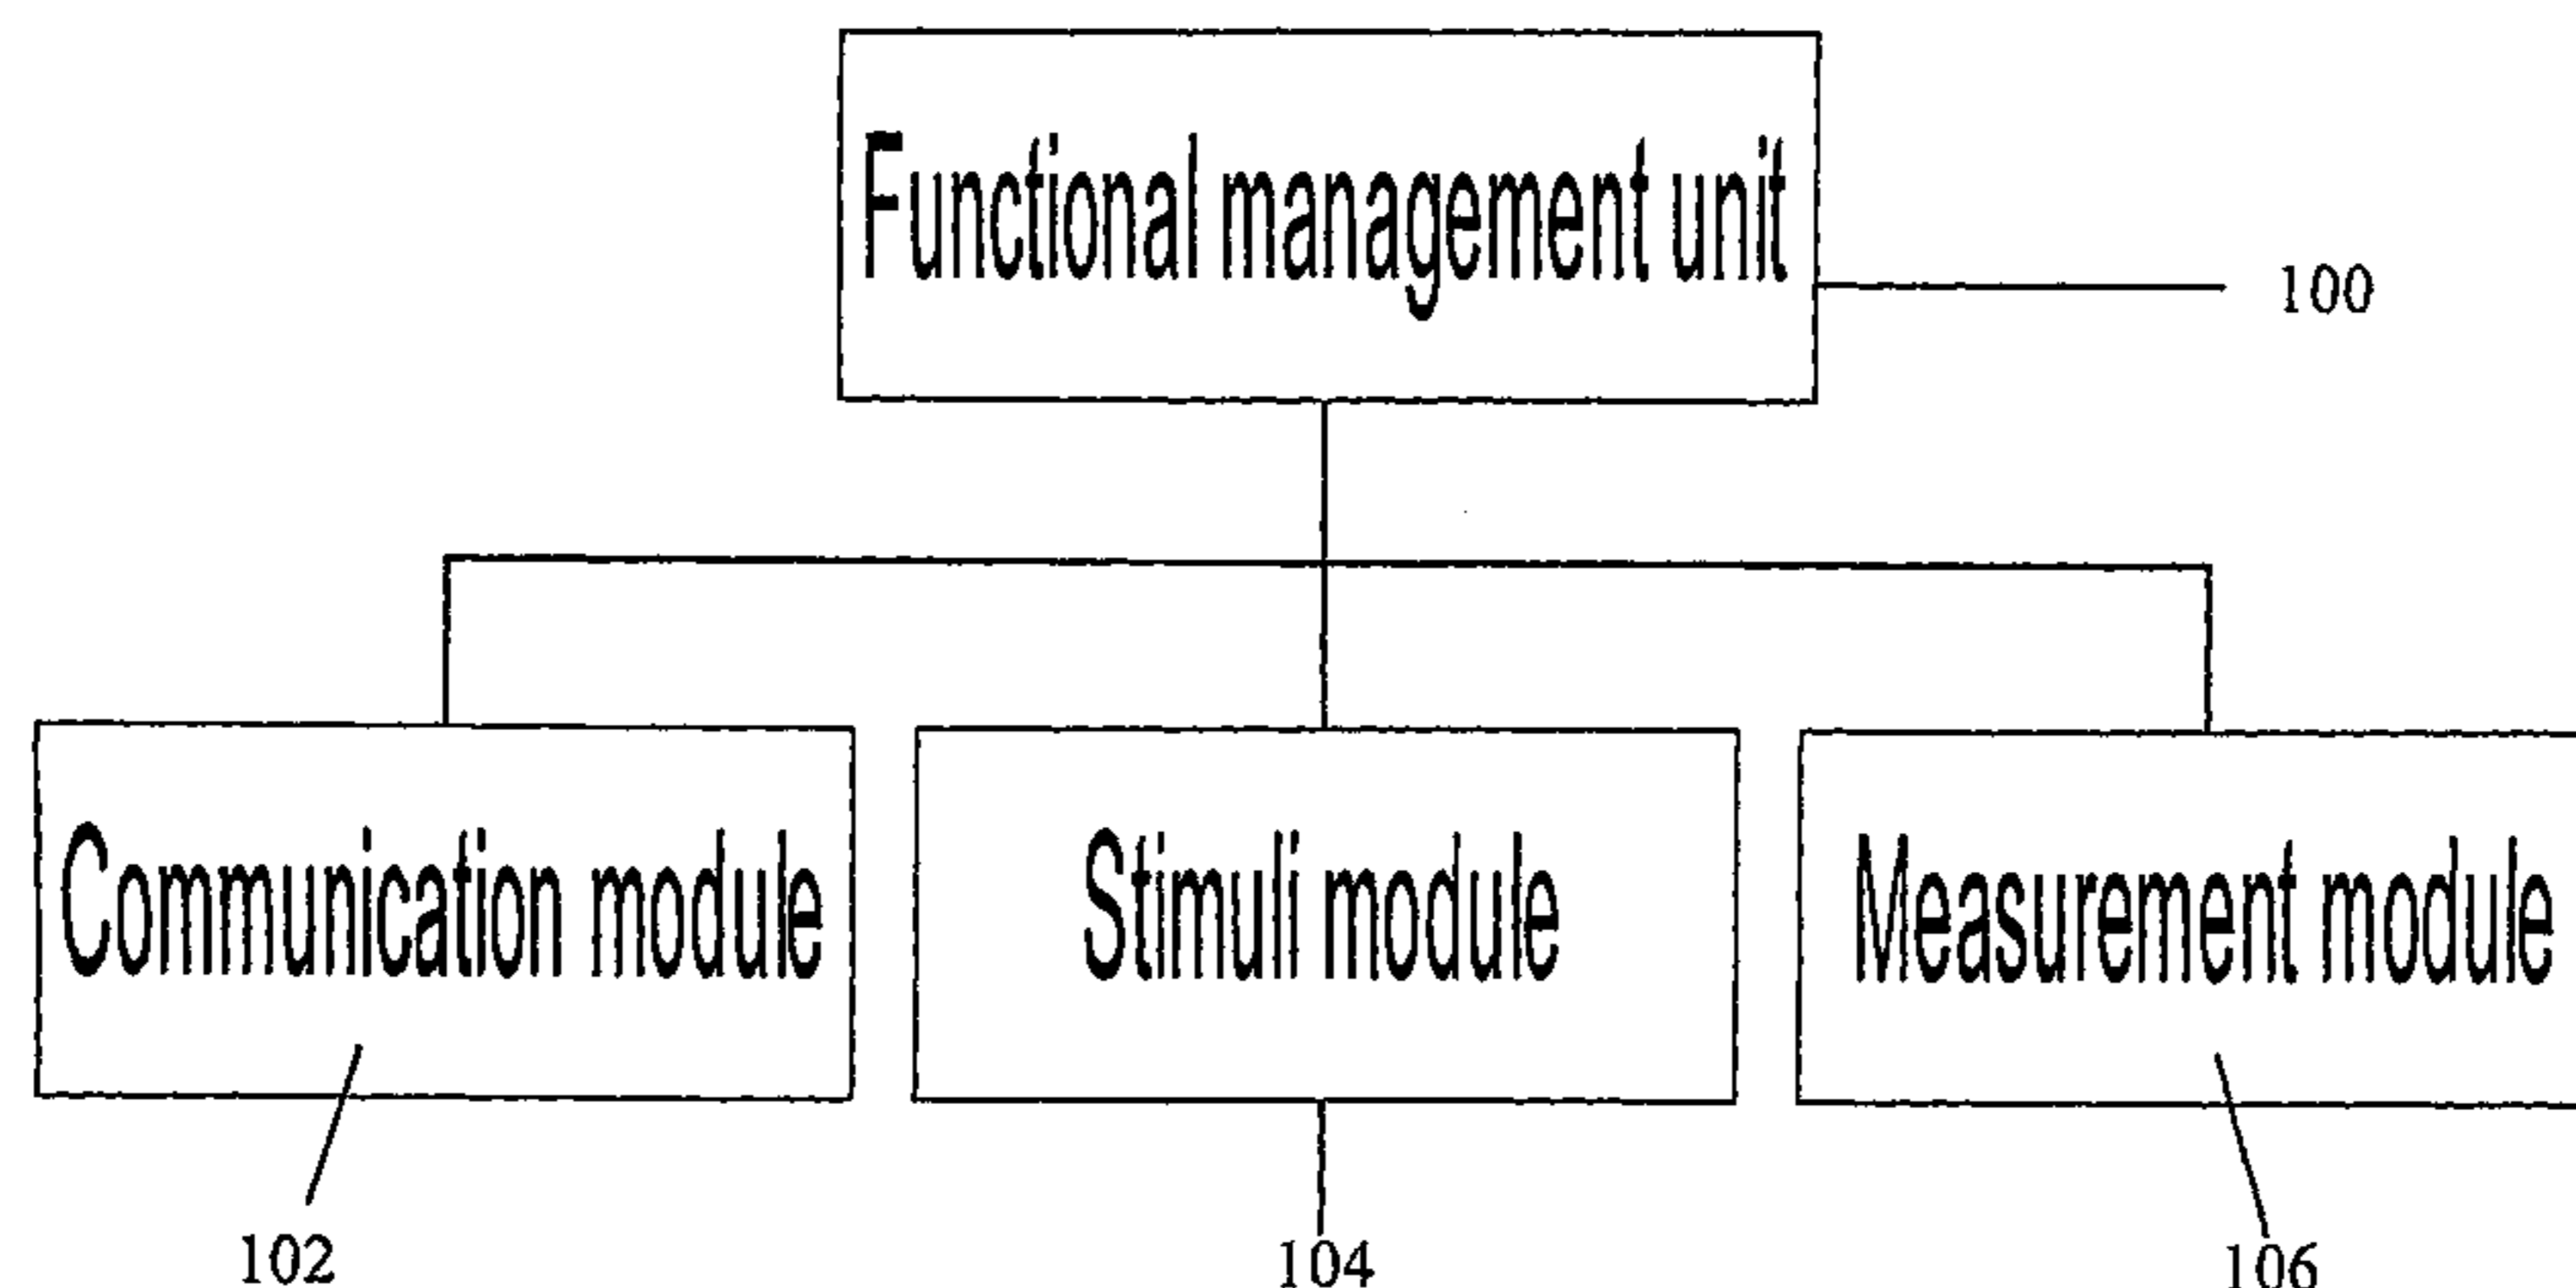 Functional management unit
100
Communication module
Stimuli module
Measurement module
102
104
106